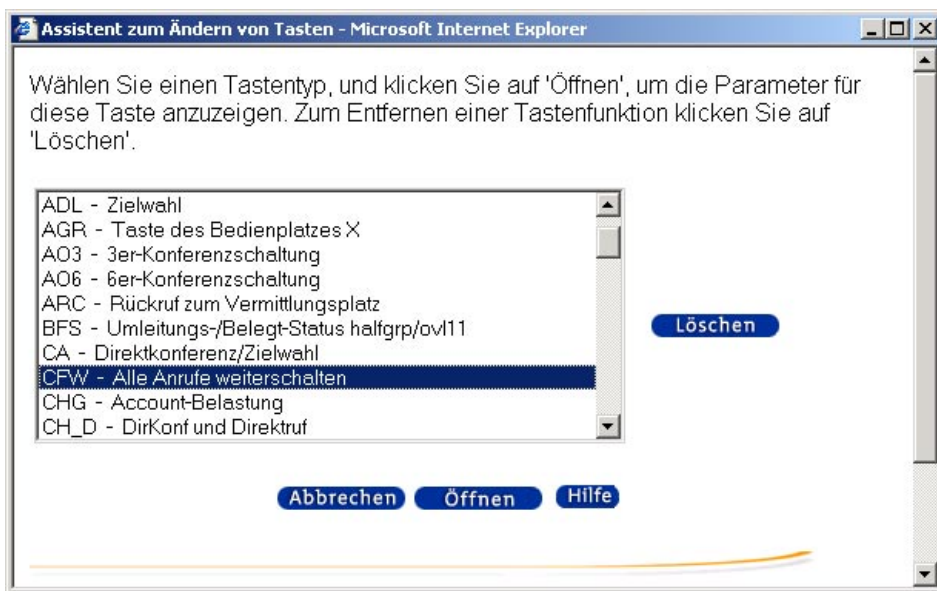 Assistent zum Ändern von Tasten - Microsoft Internet Explorer
Wählen Sie einen Tastentyp, und klicken Sie auf 'Öffnen', um die Parameter für
diese Taste anzuzeigen. Zum Entfernen einer Tastenfunktion klicken Sie auf
'Löschen'.
ADL - Zielwahl
AGR - Taste des Bedienplatzes X
AO3 - 3er-Konferenzschaltung
AO6 - 6er-Konferenzschaltung
ARC - Rückruf zum Vermittlungsplatz
BFS - Umleitungs-/Belegt-Status halfgrp/ovl11
CA - Direktkonferenz/Zielwahl
CFW - Alle Anrufe weiterschalten
CHG - Account-Belastung
CH_D - DirKonf und Direktruf
Löschen
Abbrechen Öffnen Hilfe